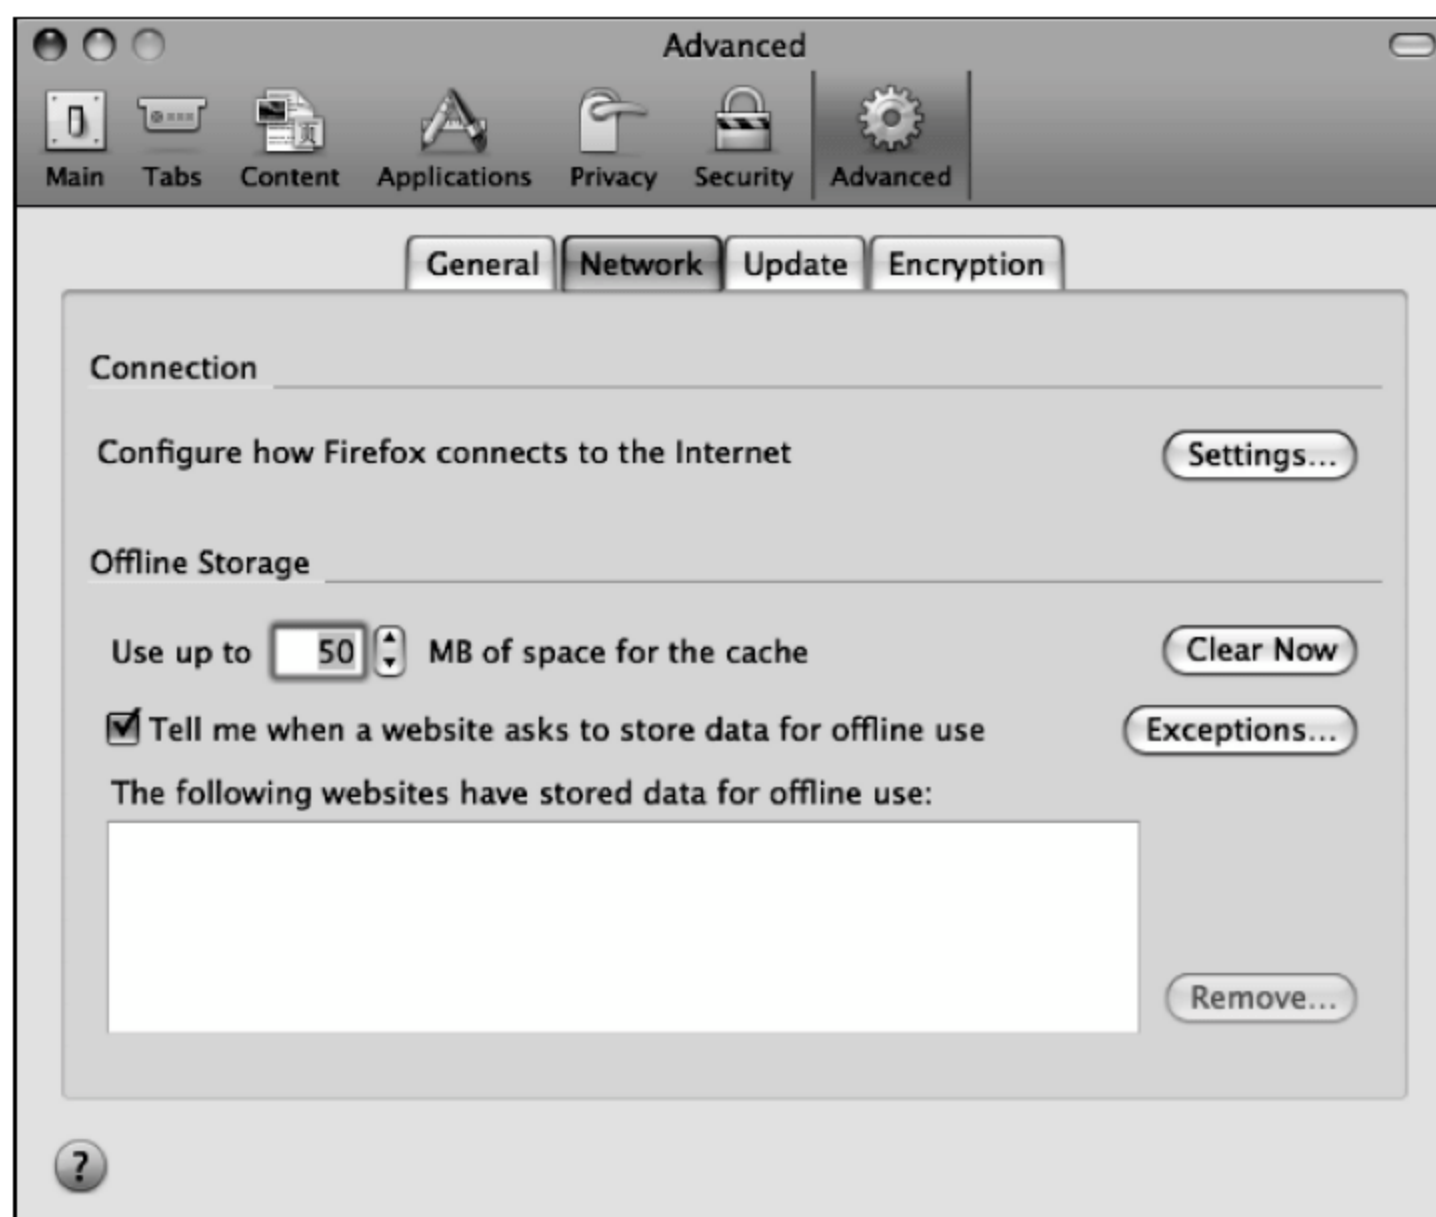 Advanced
Main Tabs Content Applications Privacy Security Advanced
General Network Update Encryption
Connection
Configure how Firefox connects to the Internet Settings...
Offline Storage
Use up to 50 MB of space for the cache Clear Now
Tell me when a website asks to store data for offline use Exceptions...
The following websites have stored data for offline use:
Remove...
?